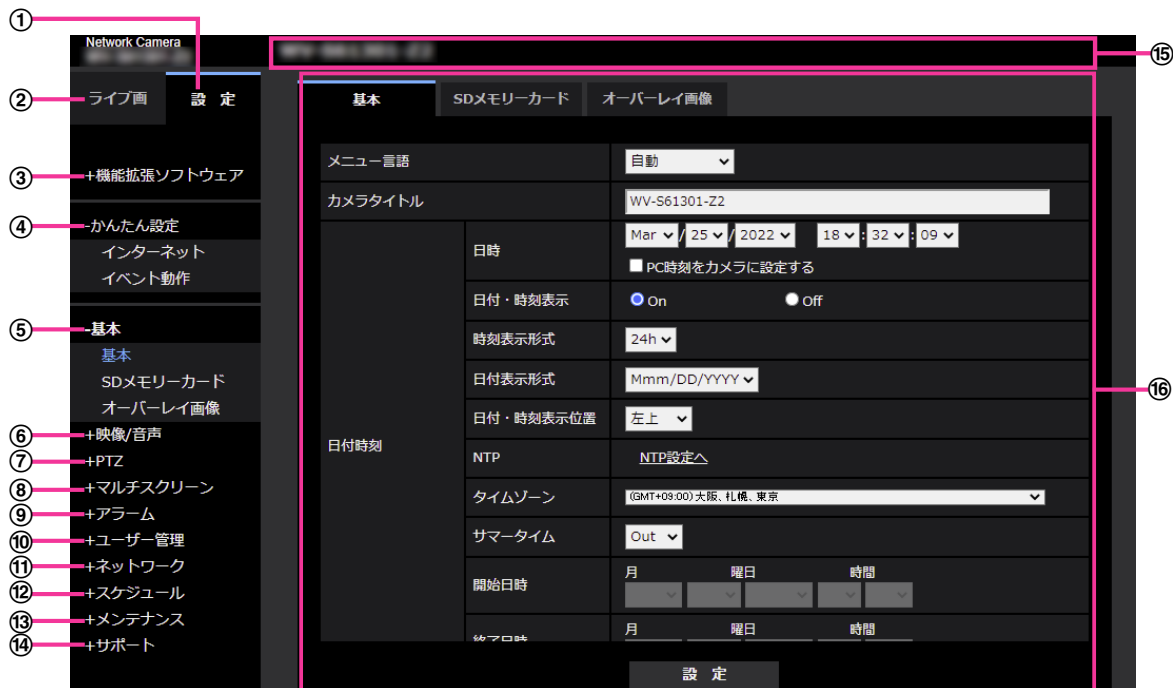 ①
Network Camera
⑮
② ライブ画 設 定
基本 SDメモリーカード オーバーレイ画像
③ +機能拡張ソフトウェア
④ -かんたん設定
インターネット
イベント動作
⑤ -基本
基本
SDメモリーカード
オーバーレイ画像
⑥ +映像/音声
⑦ +PTZ
⑧ +マルチスクリーン
⑨ +アラーム
⑩ +ユーザー管理
⑪ +ネットワーク
⑫ +スケジュール
⑬ +メンテナンス
⑭ +サポート
メニュー言語 自動
カメラタイトル WV-S61301-Z2
日付時刻
日時 Mar / 25 / 2022 18 : 32 : 09
PC時刻をカメラに設定する
日付・時刻表示 On Off
時刻表示形式 24h
日付表示形式 Mmm/DD/YYYY
⑯
日付・時刻表示位置 左上
NTP NTP設定へ
タイムゾーン (GMT+09:00)大阪、札幌、東京
サマータイム Out
開始日時 月 曜日 時間
終了日時 月 曜日 時間
設 定